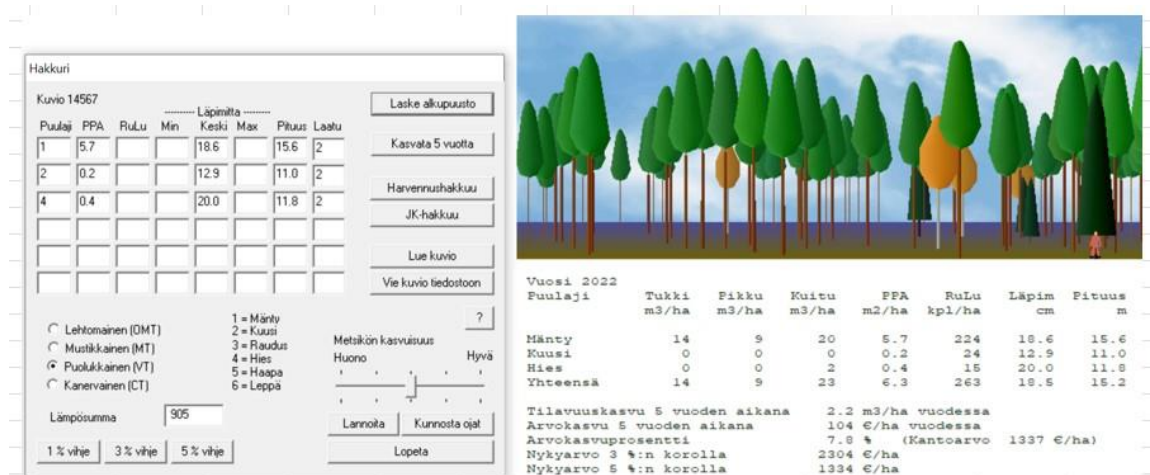 Hakkuri
Kuvio 14567
--------- Läpimitta ---------
Puulaji PPA RuLu Min Keski Max Pituus Laatu
1 5.7 18.6 15.6 2
2 0.2 12.9 11.0 2
4 0.4 20.0 11.8 2
Lehtomainen (OMT)
Mustikkainen (MT)
Puolukkainen (VT)
Kanervainen (CT)
1 = Mänty
2 = Kuusi
3 = Raudus
4 = Hies
5 = Haapa
6 = Leppä
Lämpösumma 905
1 % vihje 3 % vihje 5 % vihje
Laske alkupuusto
Kasvata 5 vuotta
Harvennushakkuu
JK-hakkuu
Lue kuvio
Vie kuvio tiedostoon
?
Metsikön kasvuisuus
Huono Hyvä
Lannoita Kunnosta ojat
Lopeta
Vuosi 2022
Puulaji Tukki Pikku Kuitu PPA RuLu Läpim Pituus
m3/ha m3/ha m3/ha m2/ha kpl/ha cm m
Mänty 14 9 20 5.7 224 18.6 15.6
Kuusi 0 0 0 0.2 24 12.9 11.0
Hies 0 0 2 0.4 15 20.0 11.8
Yhteensä 14 9 23 6.3 263 18.5 15.2
Tilavuuskasvu 5 vuoden aikana 2.2 m3/ha vuodessa
Arvokasvu 5 vuoden aikana 104 €/ha vuodessa
Arvokasvuprosentti 7.8 % (Kantoarvo 1337 €/ha)
Nykyarvo 3 %:n korolla 2304 €/ha
Nykyarvo 5 %:n korolla 1334 €/ha